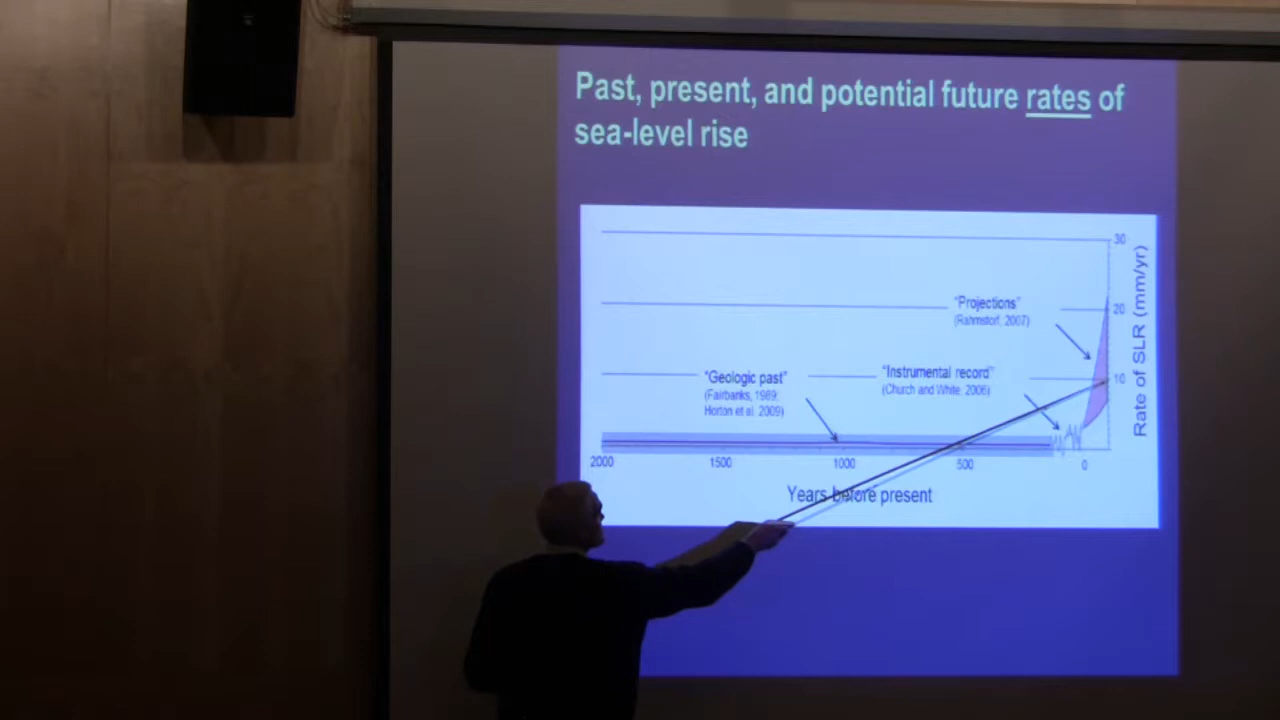 Past, present, and potential future rates of
sea-level rise
30
"Projections"
(Rahmstorf, 2007)
20
"Geologic past"
(Fairbanks, 1989;
Horton et al. 2009)
"Instrumental record"
(Church and White, 2006)
10
Rate of SLR (mm/yr)
2000 1500 1000 500 0
Years before present